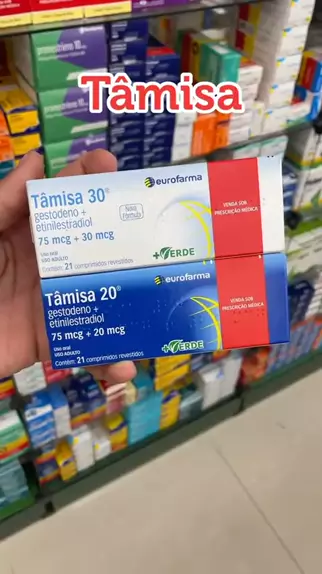 Tâmisa
Tâmisa 30®
gestodeno +
etinilestradiol
75 mcg + 30 mcg
USO ORAL
USO ADULTO
Contém: 21 comprimidos revestidos
Nova
Fórmula
eurofarma
+VERDE
VENDA SOB
PRESCRIÇÃO MÉDICA
Tâmisa 20®
gestodeno +
etinilestradiol
75 mcg + 20 mcg
USO ORAL
USO ADULTO
Contém: 21 comprimidos revestidos
eurofarma
+VERDE
VENDA SOB
PRESCRIÇÃO MÉDICA